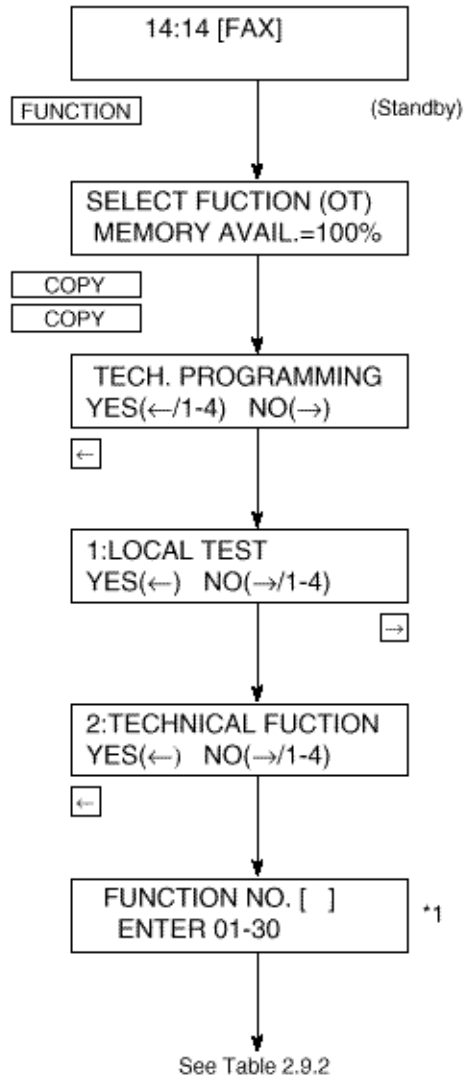 14:14 [FAX]
FUNCTION
(Standby)
SELECT FUCTION (OT)
MEMORY AVAIL.=100%
COPY
COPY
TECH. PROGRAMMING
YES(←/1-4) NO(→)
←
1:LOCAL TEST
YES(←) NO(→/1-4)
→
2:TECHNICAL FUCTION
YES(←) NO(→/1-4)
←
FUNCTION NO. [ ]
ENTER 01-30
*1
See Table 2.9.2